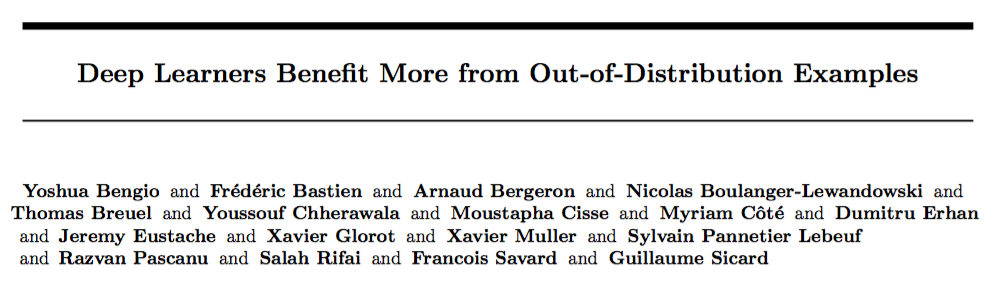 Deep Learners Benefit More from Out-of-Distribution Examples
Yoshua Bengio and Frédéric Bastien and Arnaud Bergeron and Nicolas Boulanger-Lewandowski and
Thomas Breuel and Youssouf Chherawala and Moustapha Cisse and Myriam Côté and Dumitru Erhan
and Jeremy Eustache and Xavier Glorot and Xavier Muller and Sylvain Pannetier Lebeuf
and Razvan Pascanu and Salah Rifai and Francois Savard and Guillaume Sicard